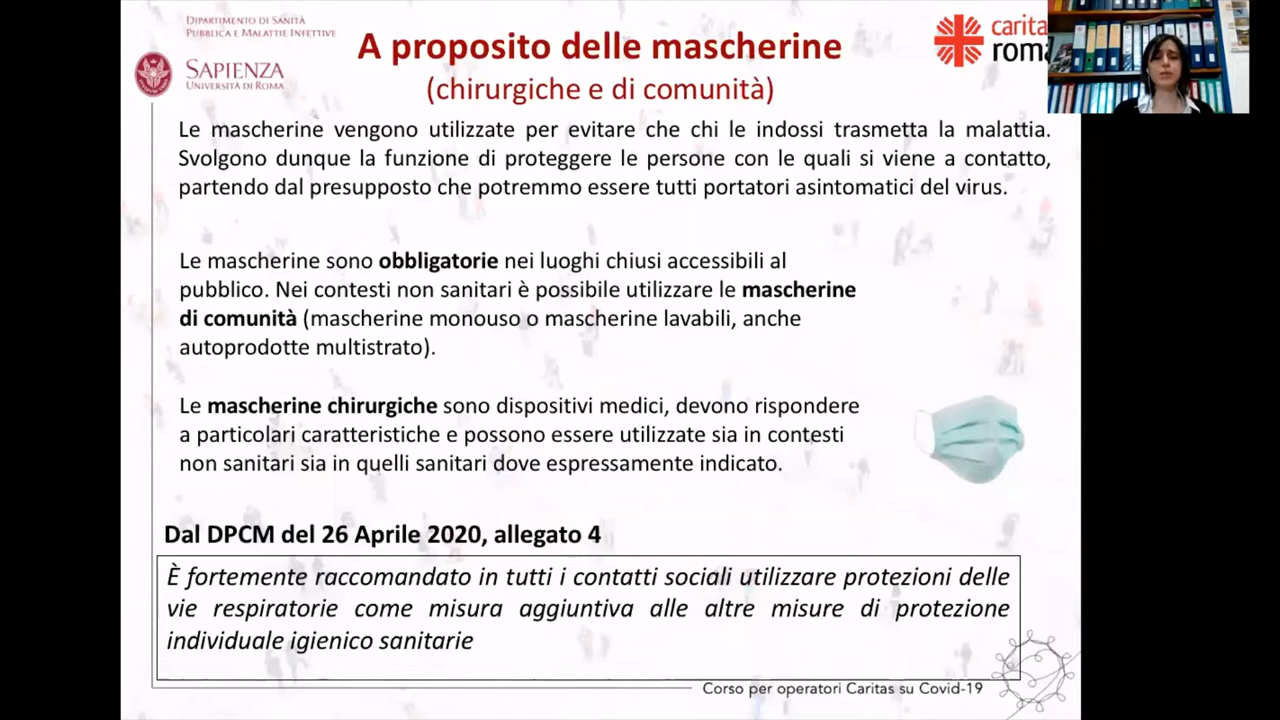 Dipartimento di Sanità
Pubblica e Malattie Infettive
Sapienza
Università di Roma
A proposito delle mascherine
(chirurgiche e di comunità)
carita
roma
Le mascherine vengono utilizzate per evitare che chi le indossi trasmetta la malattia.
Svolgono dunque la funzione di proteggere le persone con le quali si viene a contatto,
partendo dal presupposto che potremmo essere tutti portatori asintomatici del virus.
Le mascherine sono obbligatorie nei luoghi chiusi accessibili al
pubblico. Nei contesti non sanitari è possibile utilizzare le mascherine
di comunità (mascherine monouso o mascherine lavabili, anche
autoprodotte multistrato).
Le mascherine chirurgiche sono dispositivi medici, devono rispondere
a particolari caratteristiche e possono essere utilizzate sia in contesti
non sanitari sia in quelli sanitari dove espressamente indicato.
Dal DPCM del 26 Aprile 2020, allegato 4
È fortemente raccomandato in tutti i contatti sociali utilizzare protezioni delle
vie respiratorie come misura aggiuntiva alle altre misure di protezione
individuale igienico sanitarie
Corso per operatori Caritas su Covid-19